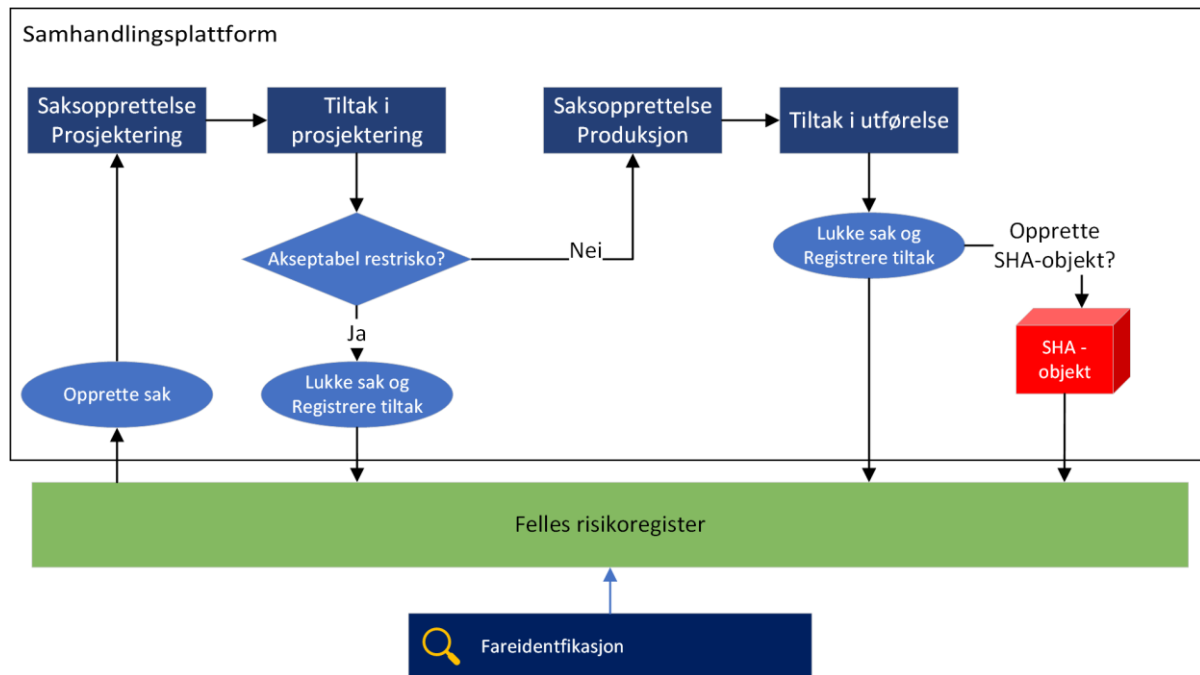 Samhandlingsplattform
Saksopprettelse
Prosjektering
Tiltak i
prosjektering
Saksopprettelse
Produksjon
Tiltak i utførelse
Akseptabel restrisko?
Nei
Lukke sak og
Registrere tiltak
Opprette
SHA-objekt?
Ja
SHA -
objekt
Opprette sak
Lukke sak og
Registrere tiltak
Felles risikoregister
Fareidentfikasjon